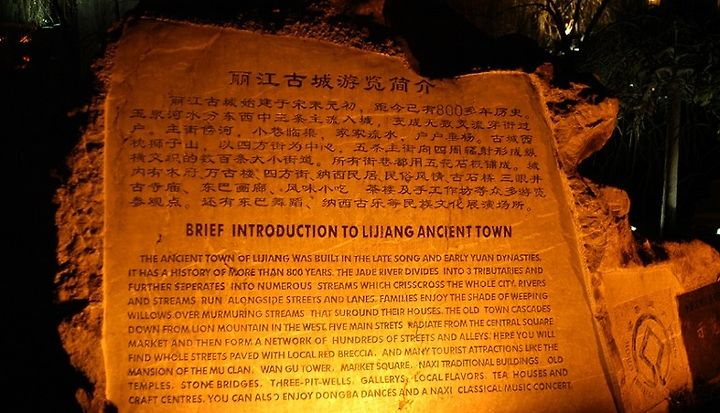 丽江古城游览简介
丽江古城始建于宋末元初，距今已有800多年历史。
玉泉河水分东西中三条主流入城，变成无数支流穿街过
户。主街傍河，小巷临渠，家家流水，户户垂杨，古城西
枕狮子山，以四方街为中心，五条主街向四周辐射形成纵
横交织的数百条大小街道。所有街巷都用五花石板铺成。城
内有木府、万古楼、四方街、纳西民居、民俗风情、古石桥、三眼井
古寺庙、东巴画廊、风味小吃、茶楼及手工作坊等众多游览
参观点。还有东巴舞蹈、纳西古乐等民族文化展演场所。
BRIEF INTRODUCTION TO LIJIANG ANCIENT TOWN
THE ANCIENT TOWN OF LIJIANG WAS BUILT IN THE LATE SONG AND EARLY YUAN DYNASTIES.
IT HAS A HISTORY OF MORE THAN 800 YEARS. THE JADE RIVER DIVIDES INTO 3 TRIBUTARIES AND
FURTHER SEPERATES INTO NUMEROUS STREAMS WHICH CRISSCROSS THE WHOLE CITY. RIVERS
AND STREAMS RUN ALONGSIDE STREETS AND LANES. FAMILIES ENJOY THE SHADE OF WEEPING
WILLOWS OVER MURMURING STREAMS THAT SUROUND THEIR HOUSES. THE OLD TOWN CASCADES
DOWN FROM LION MOUNTAIN IN THE WEST. FIVE MAIN STRETS RADIATE FROM THE CENTRAL SQUARE
MARKET AND THEN FORM A NETWORK OF HUNDREDS OF STREETS AND ALLEYS. HERE YOU WILL
FIND WHOLE STREETS PAVED WITH LOCAL RED BRECCIA. AND MANY TOURIST ATTRACTIONS LIKE THE
MANSION OF THE MU CLAN. WAN GU TOWER. MARKET SQUARE. NAXI TRADITIONAL BUILDINGS. OLD
TEMPLES. STONE BRIDGES. THREE-PIT-WELLS. GALLERYS. LOCAL FLAVORS. TEA HOUSES AND
CRAFT CENTRES. YOU CAN ALSO ENJOY DONGBA DANCES AND A NAXI CLASSICAL MUSIC CONCERT.